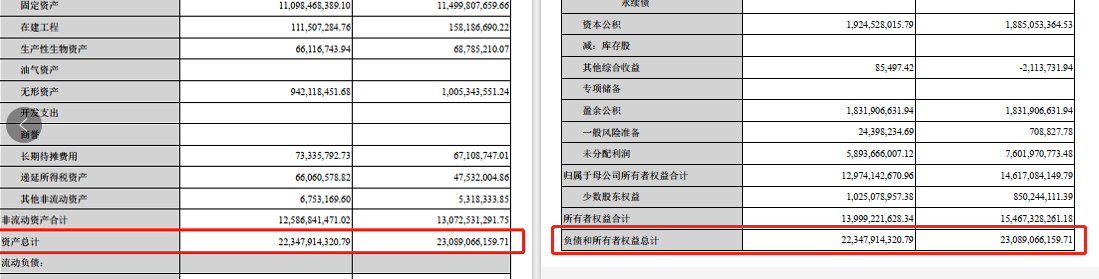 固定资产 11,098,468,389.10 11,499,807,659.66
在建工程 111,507,284.76 158,186,690.22
生产性生物资产 66,116,743.94 68,785,210.07
油气资产
无形资产 942,118,451.68 1,005,343,551.24
开发支出
商誉
长期待摊费用 73,335,792.73 67,108,747.01
递延所得税资产 66,060,578.82 47,532,004.86
其他非流动资产 6,753,169.60 5,318,333.85
非流动资产合计 12,586,841,471.02 13,072,531,291.75
资产总计 22,347,914,320.79 23,089,066,159.71
流动负债：
永续债
资本公积 1,924,528,015.79 1,885,053,364.53
减：库存股
其他综合收益 85,497.42 -2,113,731.94
专项储备
盈余公积 1,831,906,631.94 1,831,906,631.94
一般风险准备 24,398,234.69 708,827.78
未分配利润 5,893,666,007.12 7,601,970,773.48
归属于母公司所有者权益合计 12,974,142,670.96 14,617,084,149.79
少数股东权益 1,025,078,957.38 850,244,111.39
所有者权益合计 13,999,221,628.34 15,467,328,261.18
负债和所有者权益总计 22,347,914,320.79 23,089,066,159.71